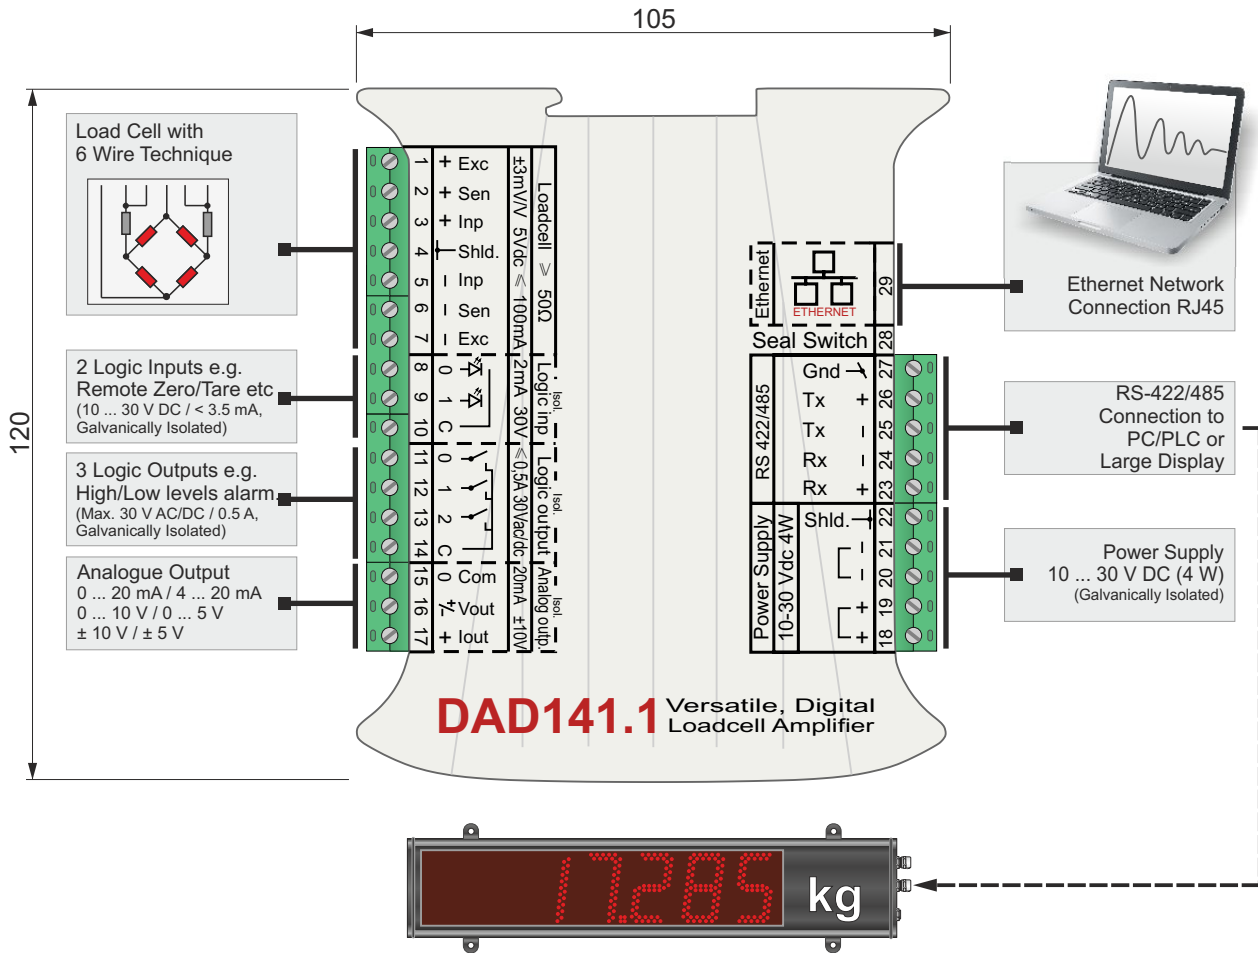 105
120
Load Cell with
6 Wire Technique
2 Logic Inputs e.g.
Remote Zero/Tare etc
(10 ... 30 V DC / < 3.5 mA,
Galvanically Isolated)
3 Logic Outputs e.g.
High/Low levels alarm.
(Max. 30 V AC/DC / 0.5 A,
Galvanically Isolated)
Analogue Output
0 ... 20 mA / 4 ... 20 mA
0 ... 10 V / 0 ... 5 V
± 10 V / ± 5 V
1 + Exc
2 + Sen
3 + Inp
4 Shld.
5 − Inp
6 − Sen
7 − Exc
8 0
9 1
10 C
11 0
12 1
13 2
14 C
15 0 Com
16 +/- Vout
17 + Iout
±3mV/V 5Vdc ≤ 100mA
Loadcell ≥ 50Ω
2mA 30V
Logic inp
Isol.
≤0,5A 30Vac/dc
Logic output
Isol.
20mA ±10V
Analog outp.
Isol.
Ethernet
ETHERNET
29
Seal Switch 28
RS 422/485
Gnd 27
Tx + 26
Tx − 25
Rx − 24
Rx + 23
Power Supply
10-30 Vdc 4W
Shld. 22
− 21
− 20
+ 19
+ 18
Ethernet Network
Connection RJ45
RS-422/485
Connection to
PC/PLC or
Large Display
Power Supply
10 ... 30 V DC (4 W)
(Galvanically Isolated)
DAD141.1
Versatile, Digital
Loadcell Amplifier
17.285 kg